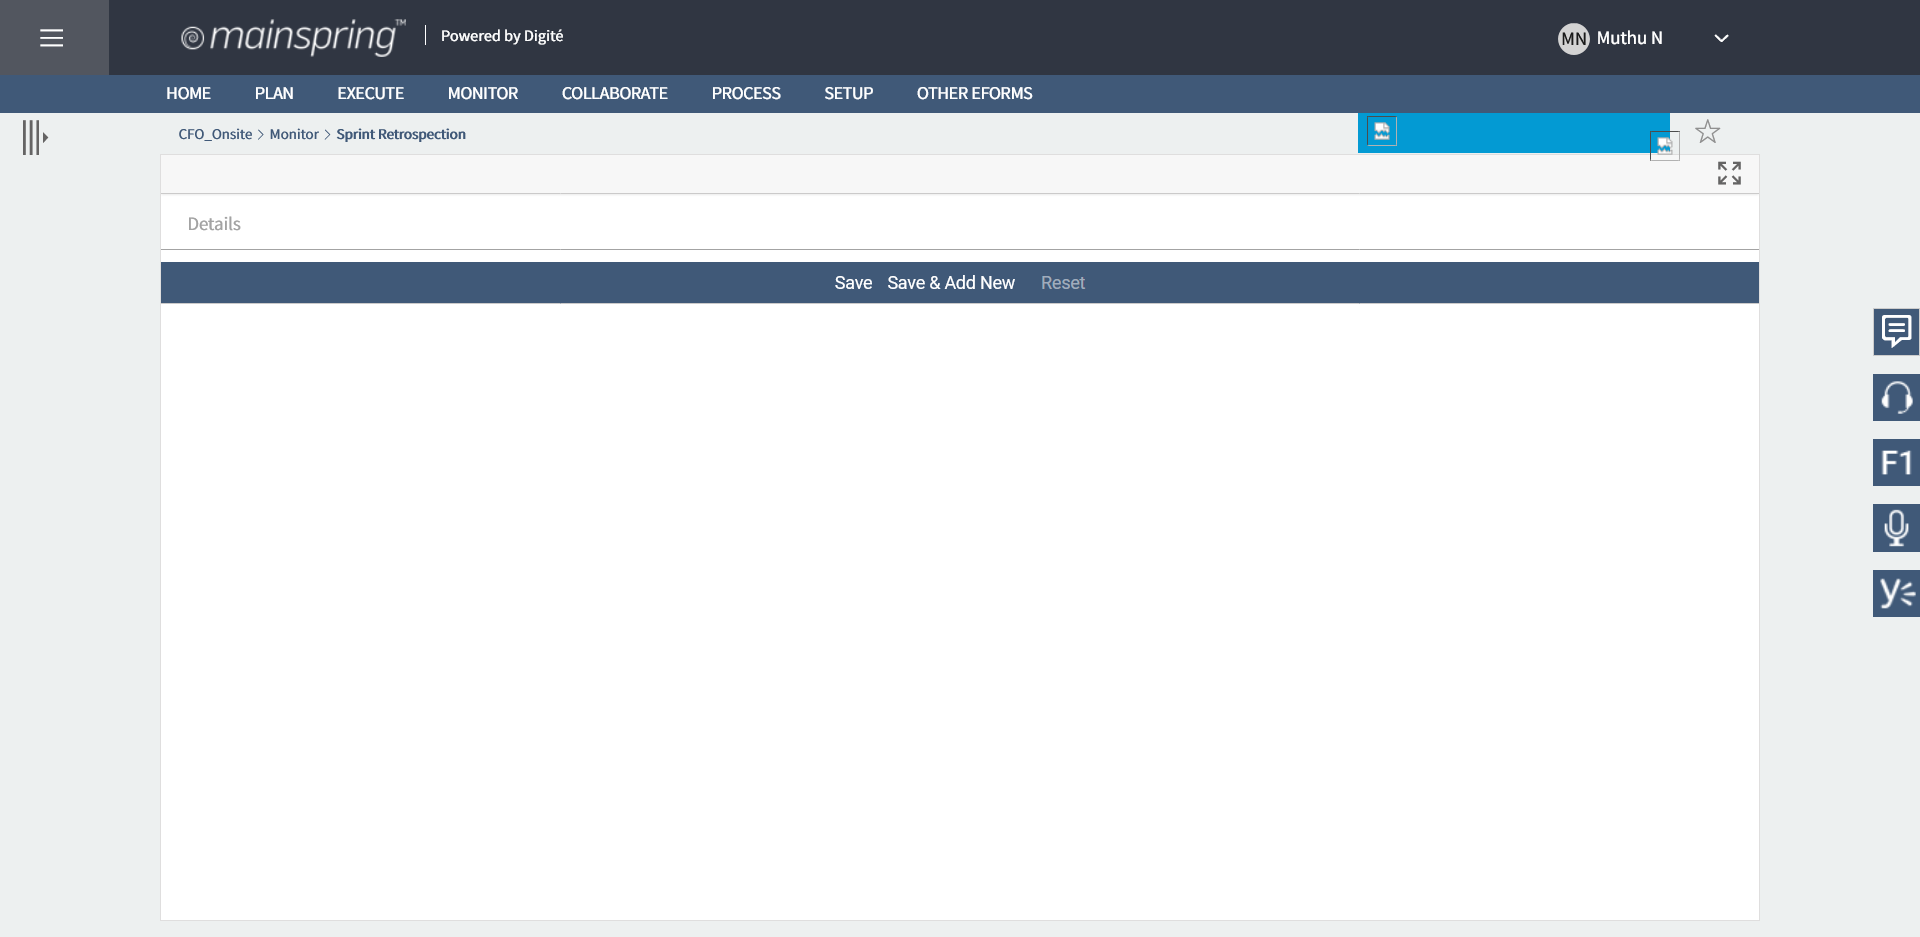 mainspring™ Powered by Digité
MN Muthu N
HOME PLAN EXECUTE MONITOR COLLABORATE PROCESS SETUP OTHER EFORMS
CFO_Onsite > Monitor > Sprint Retrospection
Details
Save Save & Add New Reset
F1
y